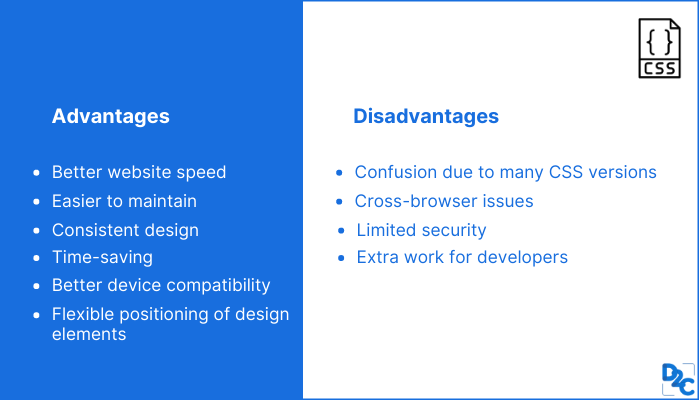 { }
CSS
Advantages
Better website speed
Easier to maintain
Consistent design
Time-saving
Better device compatibility
Flexible positioning of design
elements
Disadvantages
Confusion due to many CSS versions
Cross-browser issues
Limited security
Extra work for developers
D2C